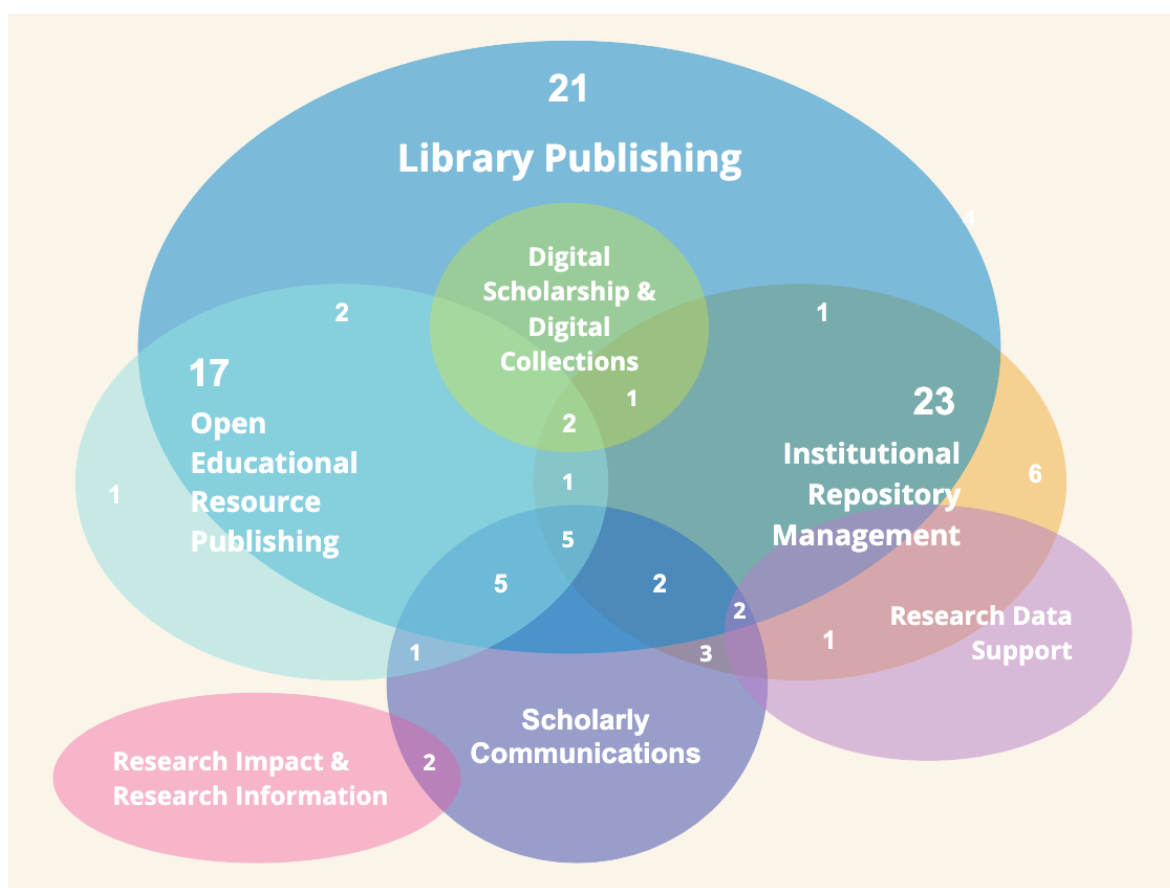 21
Library Publishing
4
Digital
Scholarship &
Digital
Collections
2
1
17
23
1
2
Open
Educational
Resource
Publishing
Institutional
Repository
Management
6
1
1
5
5
2
2
1
3
1
Research Data
Support
Scholarly
Communications
Research Impact &
Research Information
2